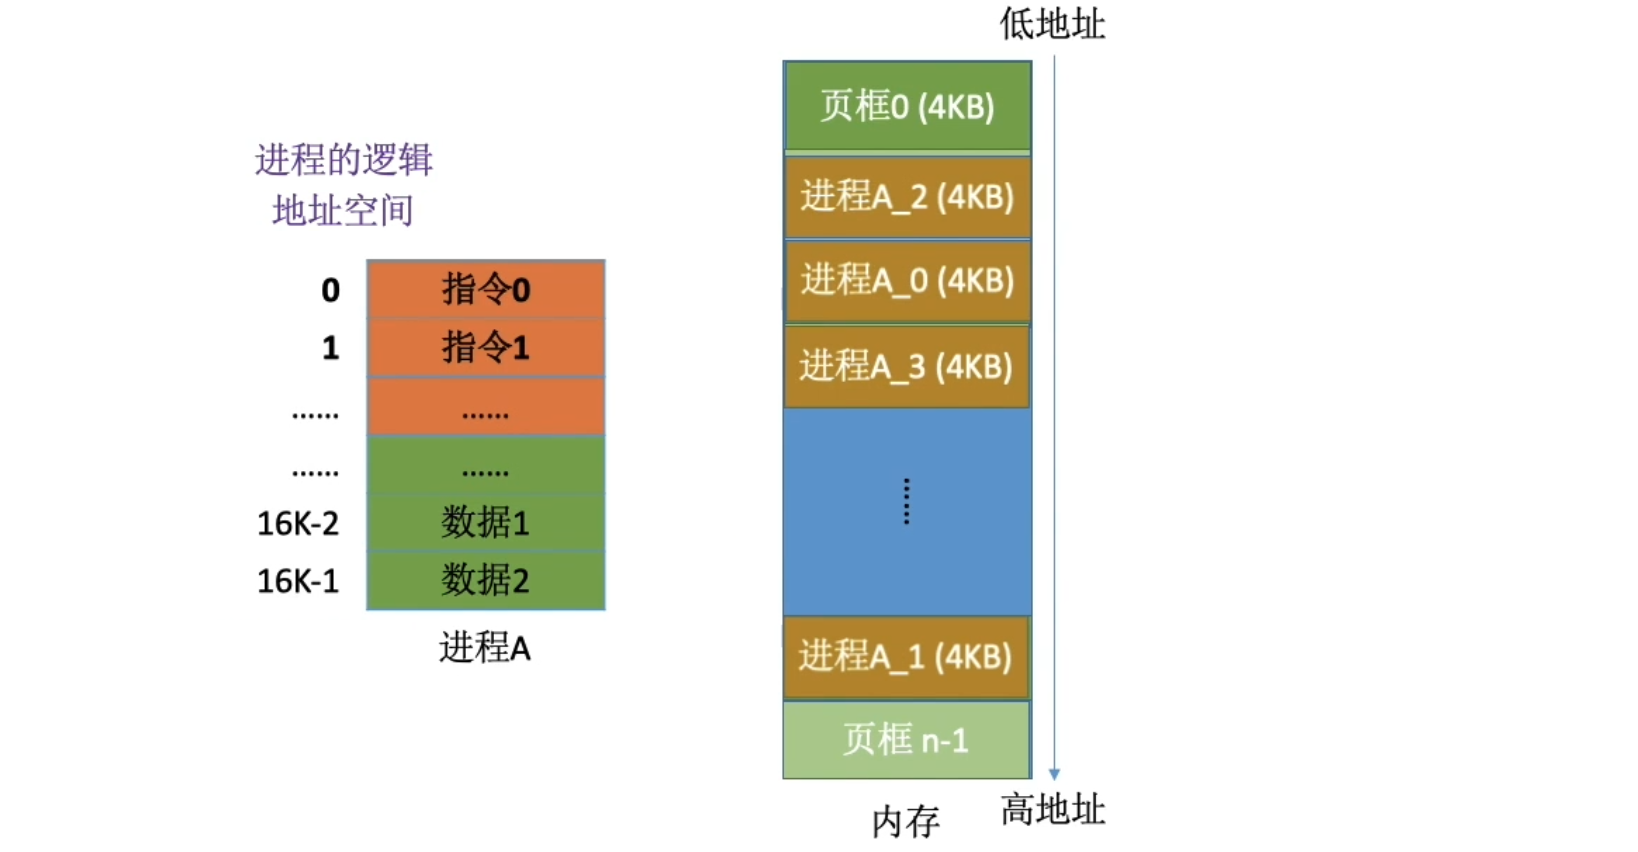 低地址
页框0 (4KB)
进程A_2 (4KB)
进程A_0 (4KB)
进程A_3 (4KB)
⋮
进程A_1 (4KB)
页框 n-1
内存
高地址
进程的逻辑
地址空间
0 指令0
1 指令1
...... ......
...... ......
16K-2 数据1
16K-1 数据2
进程A